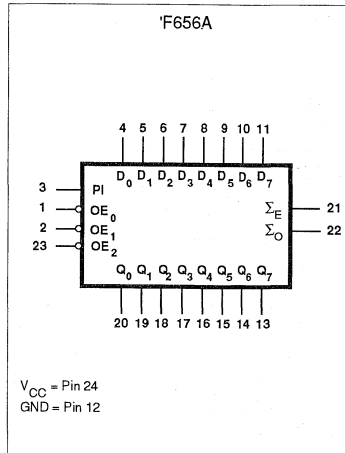 'F656A
4 5 6 7 8 9 10 11
D0 D1 D2 D3 D4 D5 D6 D7
3 PI
1 OE0
2 OE1
23 OE2
ΣE 21
ΣO 22
Q0 Q1 Q2 Q3 Q4 Q5 Q6 Q7
20 19 18 17 16 15 14 13
VCC = Pin 24
GND = Pin 12